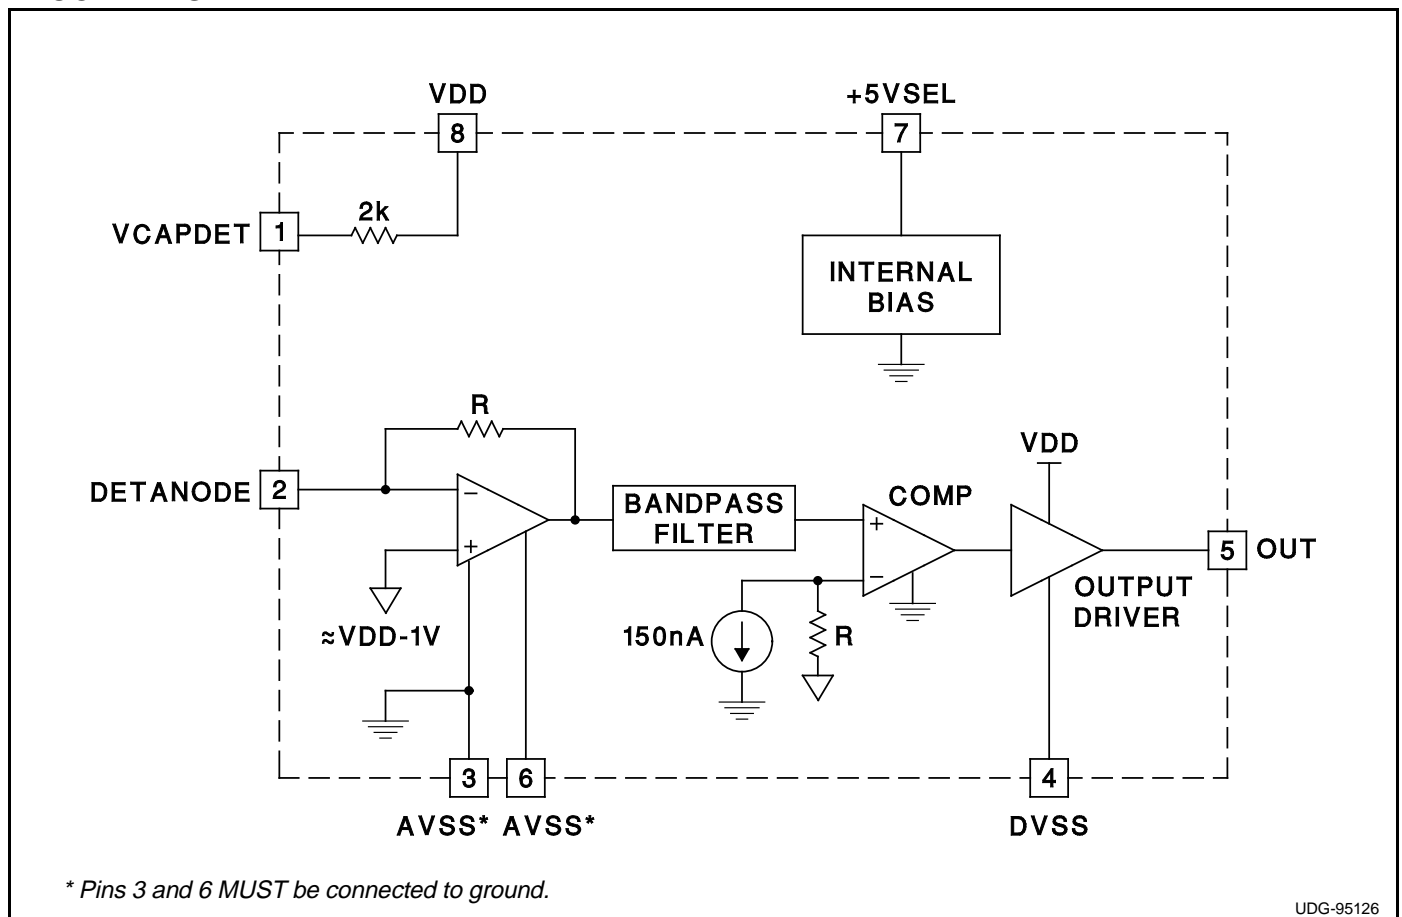 VDD
+5VSEL
8
7
VCAPDET
1
2k
INTERNAL
BIAS
R
DETANODE
2
−
+
≈VDD-1V
BANDPASS
FILTER
COMP
+
−
150nA
R
VDD
OUTPUT
DRIVER
5
OUT
3
6
4
AVSS*
AVSS*
DVSS
* Pins 3 and 6 MUST be connected to ground.
UDG-95126